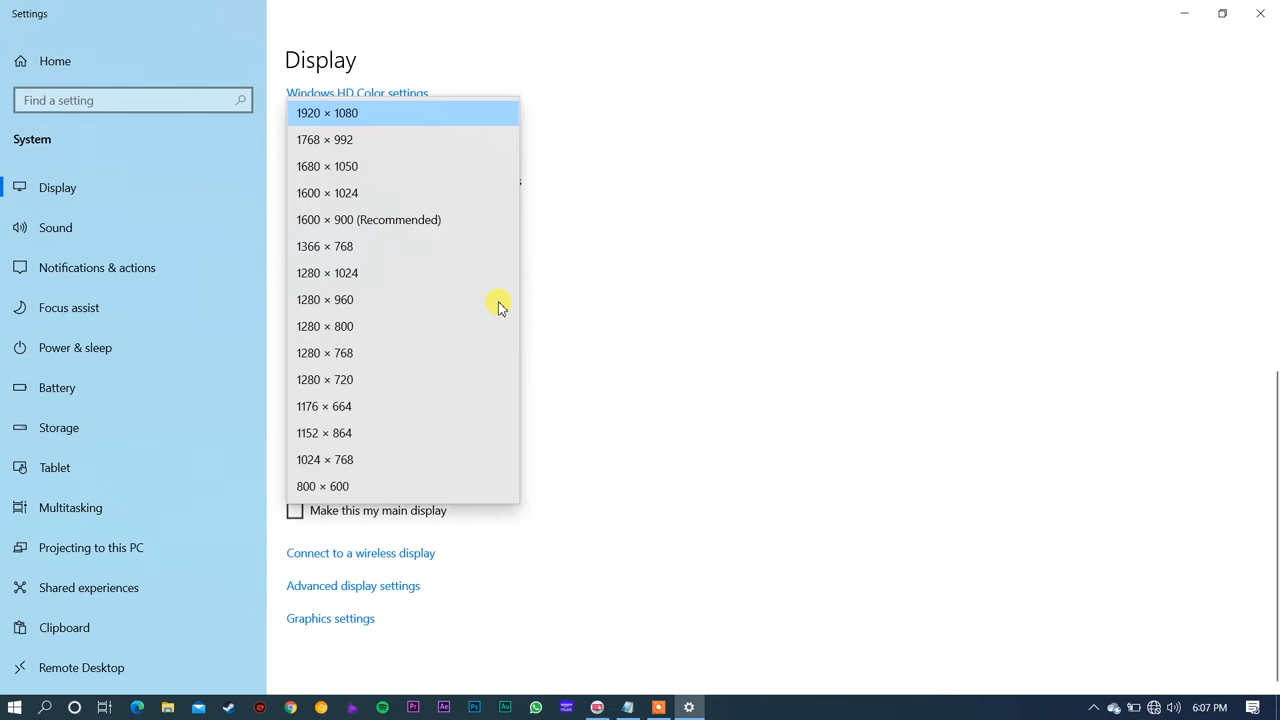 Settings
Home
Find a setting
System
Display
Sound
Notifications & actions
Focus assist
Power & sleep
Battery
Storage
Tablet
Multitasking
Projecting to this PC
Shared experiences
Clipboard
Remote Desktop
Display
Windows HD Color settings
1920 × 1080
1768 × 992
1680 × 1050
1600 × 1024
1600 × 900 (Recommended)
1366 × 768
1280 × 1024
1280 × 960
1280 × 800
1280 × 768
1280 × 720
1176 × 664
1152 × 864
1024 × 768
800 × 600
Make this my main display
Connect to a wireless display
Advanced display settings
Graphics settings
Pr
Ae
Ps
Au
6:07 PM